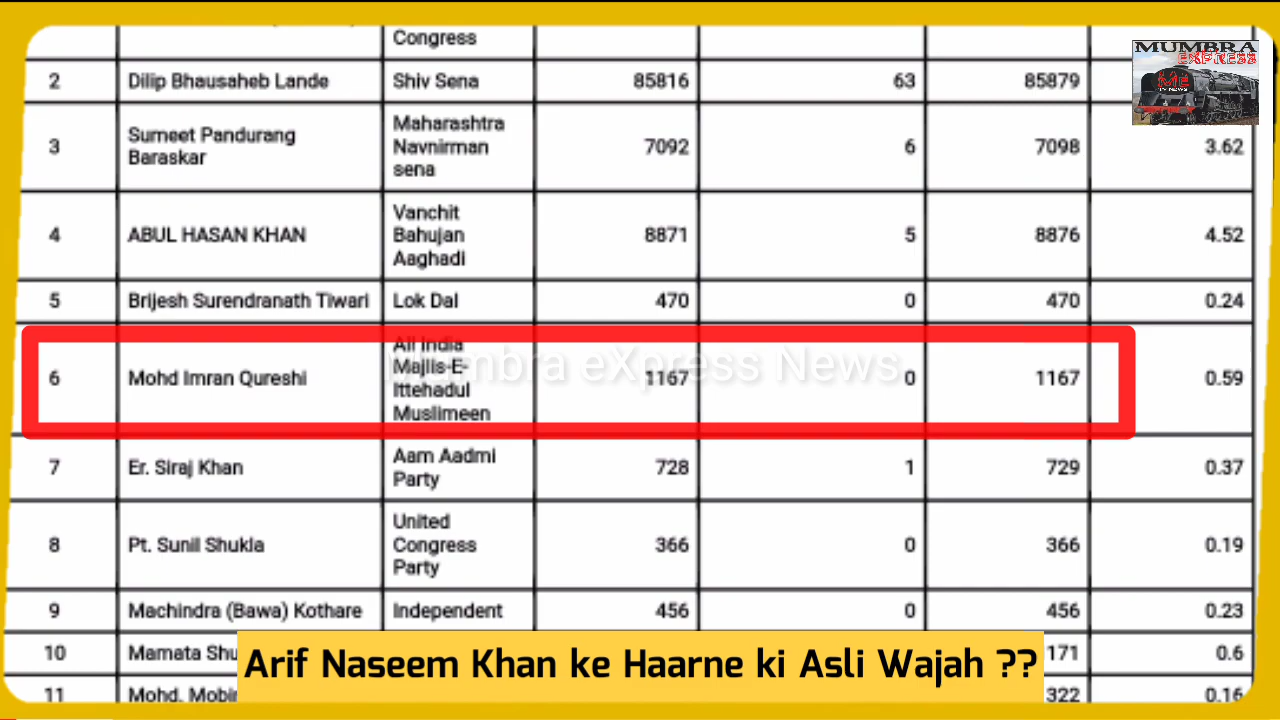 Congress
MUMBRA
eXPRESS
Me
TV NEWS
2 Dilip Bhausaheb Lande Shiv Sena 85816 63 85879
3 Sumeet Pandurang Baraskar Maharashtra Navnirman sena 7092 6 7098 3.62
4 ABUL HASAN KHAN Vanchit Bahujan Aaghadi 8871 5 8876 4.52
5 Brijesh Surendranath Tiwari Lok Dal 470 0 470 0.24
6 Mohd Imran Qureshi All India Majlis-E-Ittehadul Muslimeen 1167 0 1167 0.59
Mumbra eXpress News
7 Er. Siraj Khan Aam Aadmi Party 728 1 729 0.37
8 Pt. Sunil Shukla United Congress Party 366 0 366 0.19
9 Machindra (Bawa) Kothare Independent 456 0 456 0.23
10 Mamata 171 0.6
11 Mohd. 322 0.16
Arif Naseem Khan ke Haarne ki Asli Wajah ??